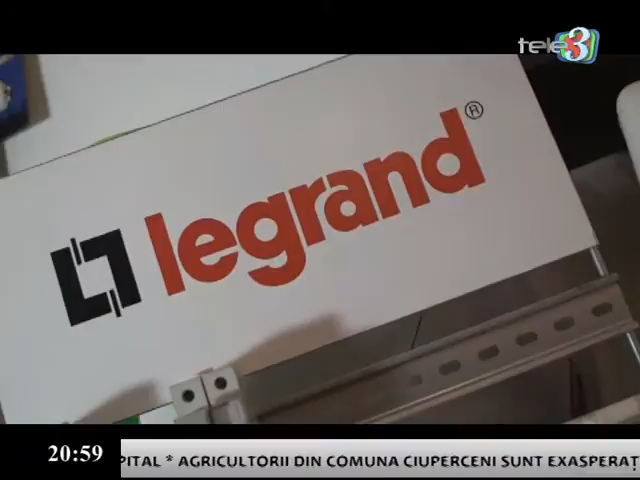 tele3
legrand®
20:59
PITAL * AGRICULTORII DIN COMUNA CIUPERCENI SUNT EXASPERAȚ